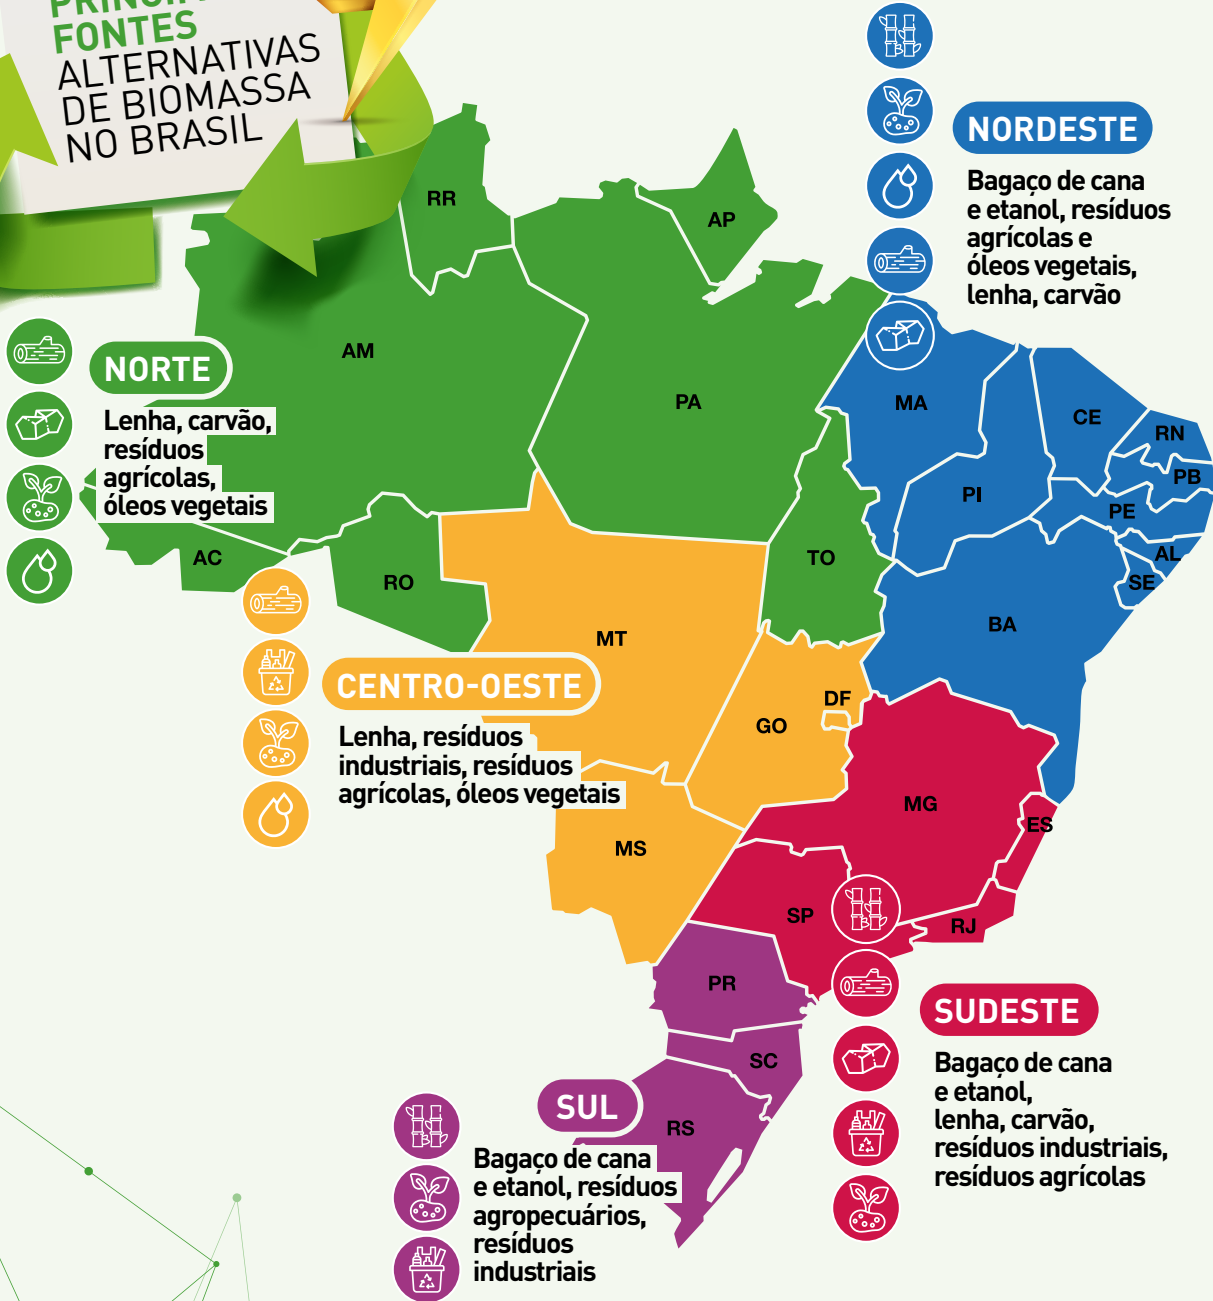 FONTES
ALTERNATIVAS
DE BIOMASSA
NO BRASIL
NORDESTE
Bagaço de cana
e etanol, resíduos
agrícolas e
óleos vegetais,
lenha, carvão
RR
AP
AM
PA
MA
CE
RN
PB
PI
PE
AL
SE
TO
BA
AC
RO
NORTE
Lenha, carvão,
resíduos
agrícolas,
óleos vegetais
MT
DF
GO
MS
CENTRO-OESTE
Lenha, resíduos
industriais, resíduos
agrícolas, óleos vegetais
MG
ES
SP
RJ
SUDESTE
Bagaço de cana
e etanol,
lenha, carvão,
resíduos industriais,
resíduos agrícolas
PR
SC
RS
SUL
Bagaço de cana
e etanol, resíduos
agropecuários,
resíduos
industriais